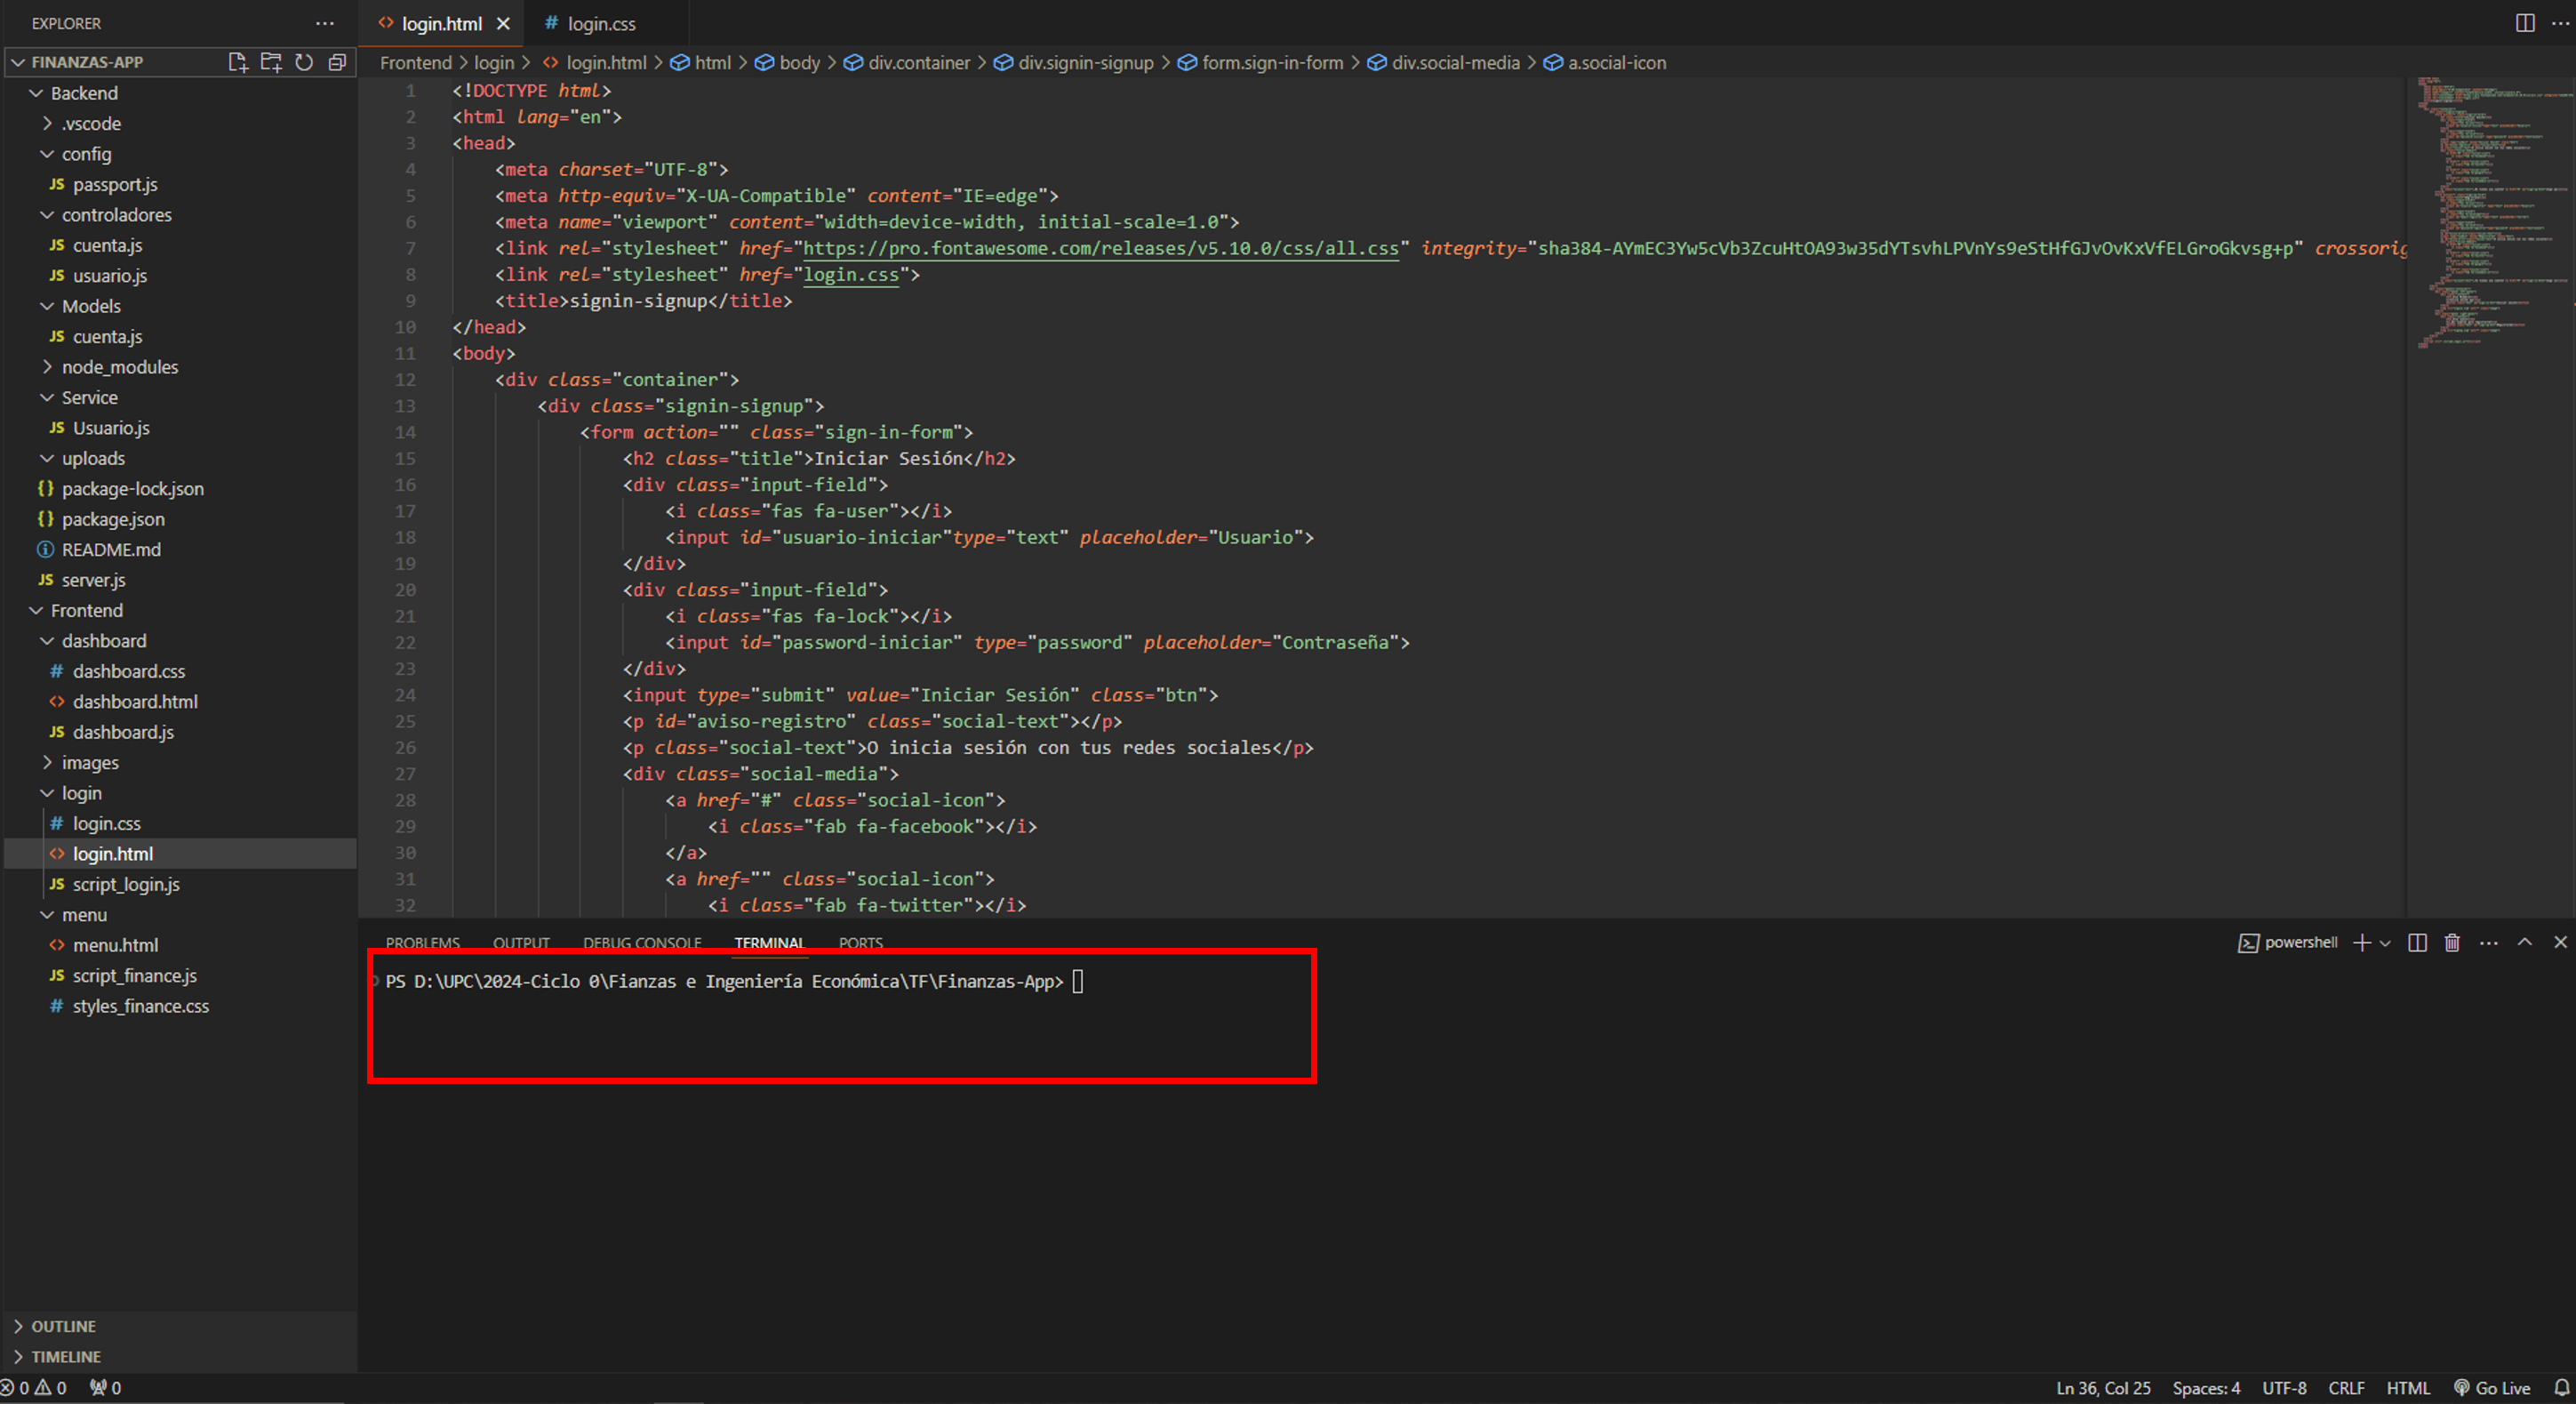 EXPLORER
FINANZAS-APP
Backend
.vscode
config
JS passport.js
controladores
JS cuenta.js
JS usuario.js
Models
JS cuenta.js
node_modules
Service
JS Usuario.js
uploads
{} package-lock.json
{} package.json
README.md
JS server.js
Frontend
dashboard
# dashboard.css
<> dashboard.html
JS dashboard.js
images
login
# login.css
<> login.html
JS script_login.js
menu
<> menu.html
JS script_finance.js
# styles_finance.css
OUTLINE
TIMELINE
<> login.html
# login.css
Frontend > login > <> login.html > html > body > div.container > div.signin-signup > form.sign-in-form > div.social-media > a.social-icon
1 <!DOCTYPE html>
2 <html lang="en">
3 <head>
4 <meta charset="UTF-8">
5 <meta http-equiv="X-UA-Compatible" content="IE=edge">
6 <meta name="viewport" content="width=device-width, initial-scale=1.0">
7 <link rel="stylesheet" href="https://pro.fontawesome.com/releases/v5.10.0/css/all.css" integrity="sha384-AYmEC3Yw5cVb3ZcuHtOA93w35dYTsvhLPVnYs9eStHfGJvOvKxVfELGroGkvsg+p" crossorig
8 <link rel="stylesheet" href="login.css">
9 <title>signin-signup</title>
10 </head>
11 <body>
12 <div class="container">
13 <div class="signin-signup">
14 <form action="" class="sign-in-form">
15 <h2 class="title">Iniciar Sesión</h2>
16 <div class="input-field">
17 <i class="fas fa-user"></i>
18 <input id="usuario-iniciar"type="text" placeholder="Usuario">
19 </div>
20 <div class="input-field">
21 <i class="fas fa-lock"></i>
22 <input id="password-iniciar" type="password" placeholder="Contraseña">
23 </div>
24 <input type="submit" value="Iniciar Sesión" class="btn">
25 <p id="aviso-registro" class="social-text"></p>
26 <p class="social-text">O inicia sesión con tus redes sociales</p>
27 <div class="social-media">
28 <a href="#" class="social-icon">
29 <i class="fab fa-facebook"></i>
30 </a>
31 <a href="" class="social-icon">
32 <i class="fab fa-twitter"></i>
PROBLEMS OUTPUT DEBUG CONSOLE TERMINAL PORTS
powershell
PS D:\UPC\2024-Ciclo 0\Fianzas e Ingeniería Económica\TF\Finanzas-App>
0 0 0
Ln 36, Col 25 Spaces: 4 UTF-8 CRLF HTML Go Live